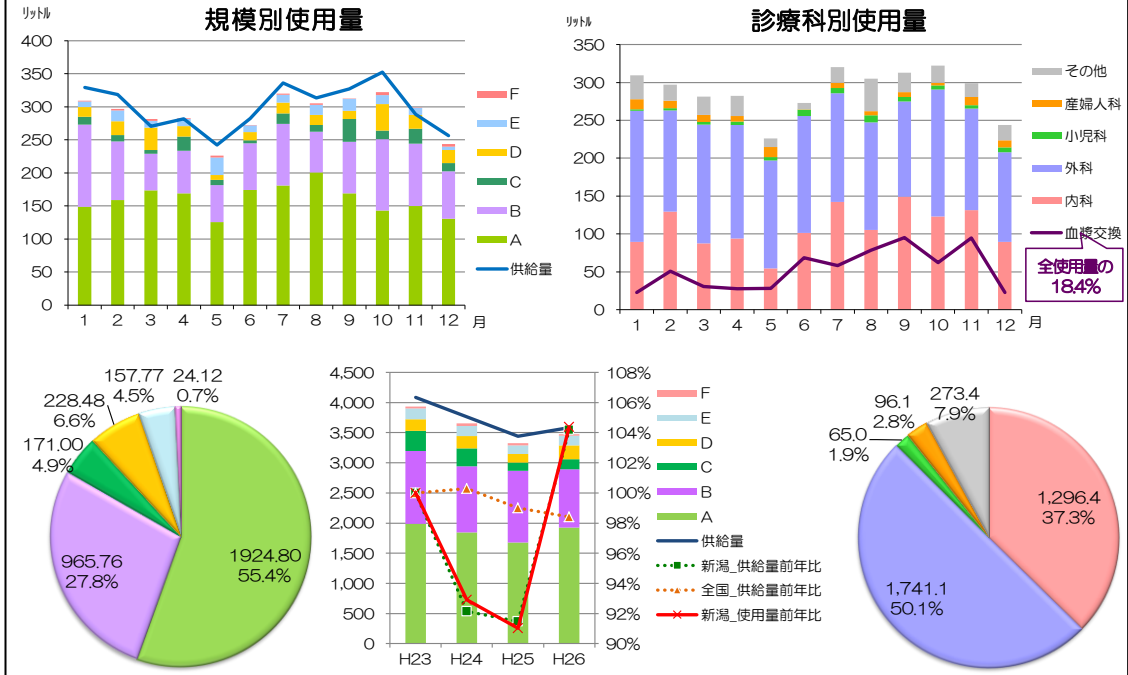 リットル
規模別使用量
400
350
300
250
200
150
100
50
0
1 2 3 4 5 6 7 8 9 10 11 12 月
F
E
D
C
B
A
供給量
リットル
診療科別使用量
350
300
250
200
150
100
50
0
1 2 3 4 5 6 7 8 9 10 11 12 月
その他
産婦人科
小児科
外科
内科
血漿交換
全使用量の
18.4%
24.12
0.7%
157.77
4.5%
228.48
6.6%
171.00
4.9%
965.76
27.8%
1924.80
55.4%
4,500
4,000
3,500
3,000
2,500
2,000
1,500
1,000
500
0
108%
106%
104%
102%
100%
98%
96%
94%
92%
90%
H23 H24 H25 H26
F
E
D
C
B
A
供給量
新潟_供給量前年比
全国_供給量前年比
新潟_使用量前年比
273.4
7.9%
96.1
2.8%
65.0
1.9%
1,296.4
37.3%
1,741.1
50.1%